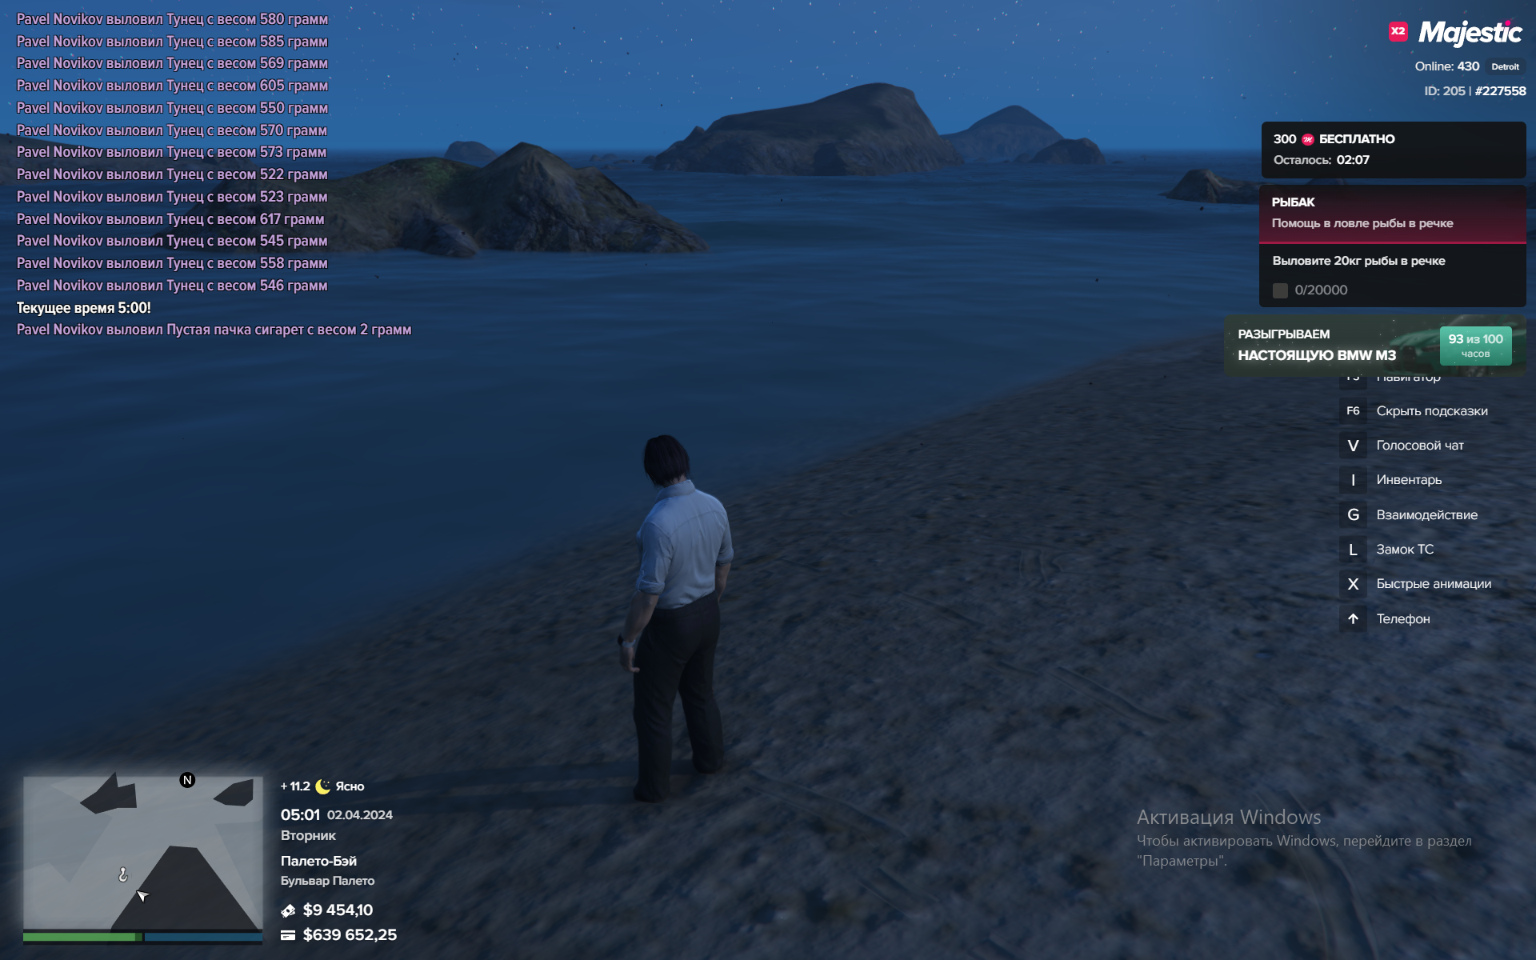 Pavel Novikov выловил Тунец с весом 580 грамм
Pavel Novikov выловил Тунец с весом 585 грамм
Pavel Novikov выловил Тунец с весом 569 грамм
Pavel Novikov выловил Тунец с весом 605 грамм
Pavel Novikov выловил Тунец с весом 550 грамм
Pavel Novikov выловил Тунец с весом 570 грамм
Pavel Novikov выловил Тунец с весом 573 грамм
Pavel Novikov выловил Тунец с весом 522 грамм
Pavel Novikov выловил Тунец с весом 523 грамм
Pavel Novikov выловил Тунец с весом 617 грамм
Pavel Novikov выловил Тунец с весом 545 грамм
Pavel Novikov выловил Тунец с весом 558 грамм
Pavel Novikov выловил Тунец с весом 546 грамм
Текущее время 5:00!
Pavel Novikov выловил Пустая пачка сигарет с весом 2 грамм
X2 Majestic
Online: 430 Detroit
ID: 205 | #227558
300 БЕСПЛАТНО
Осталось: 02:07
РЫБАК
Помощь в ловле рыбы в речке
Выловите 20кг рыбы в речке
0/20000
РАЗЫГРЫВАЕМ
НАСТОЯЩУЮ BMW M3
93 из 100
часов
Навигатор
F6 Скрыть подсказки
V Голосовой чат
I Инвентарь
G Взаимодействие
L Замок ТС
X Быстрые анимации
Телефон
N
+ 11.2 Ясно
05:01 02.04.2024
Вторник
Палето-Бэй
Бульвар Палето
$9 454,10
$639 652,25
Активация Windows
Чтобы активировать Windows, перейдите в раздел
"Параметры".